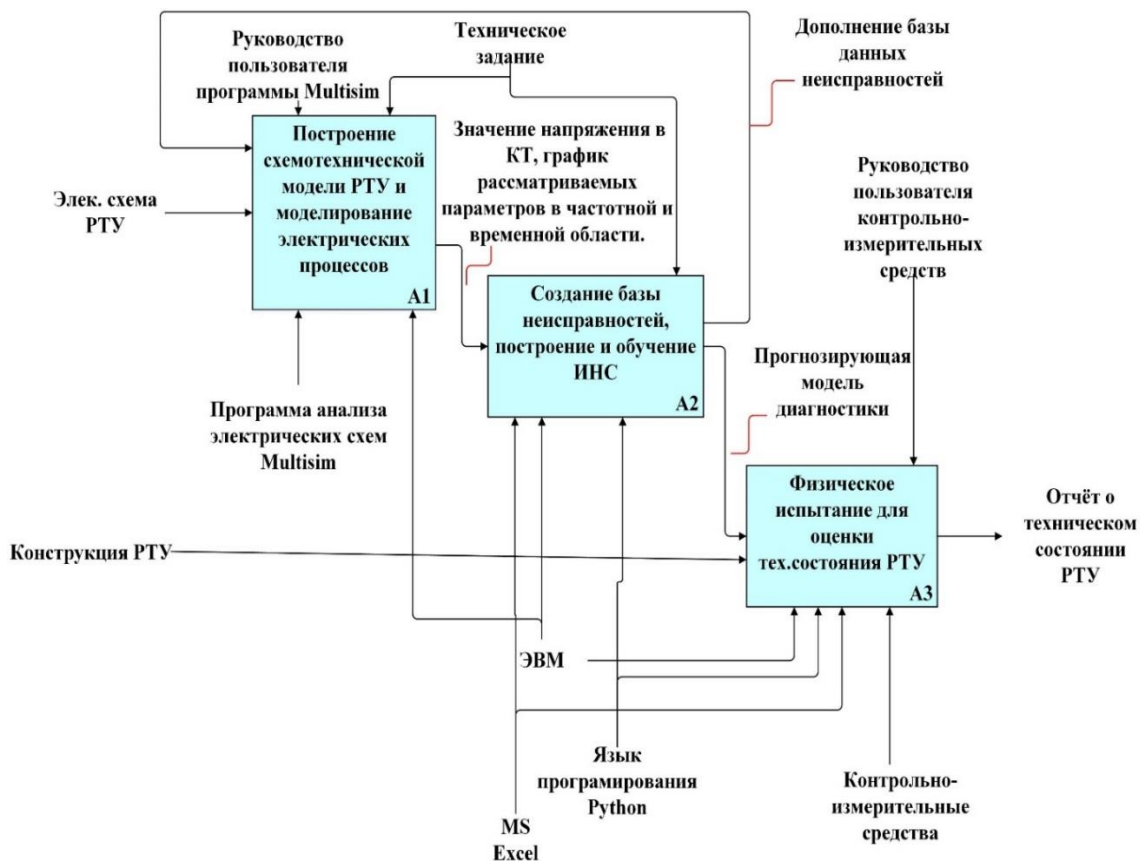 Руководство
пользователя
программы Multisim
Техническое
задание
Дополнение базы
данных
неисправностей
Построение
схемотехнической
модели РТУ и
моделирование
электрических
процессов
A1
Значение напряжения в
КТ, график
рассматриваемых
параметров в частотной и
временной области.
Руководство
пользователя
контрольно-
измерительных
средств
Элек. схема
РТУ
Создание базы
неисправностей,
построение и обучение
ИНС
A2
Прогнозирующая
модель
диагностики
Программа анализа
электрических схем
Multisim
Физическое
испытание для
оценки
тех.состояния РТУ
A3
Отчёт о
техническом
состоянии
РТУ
Конструкция РТУ
ЭВМ
Язык
програмирования
Python
Контрольно-
измерительные
средства
MS
Excel